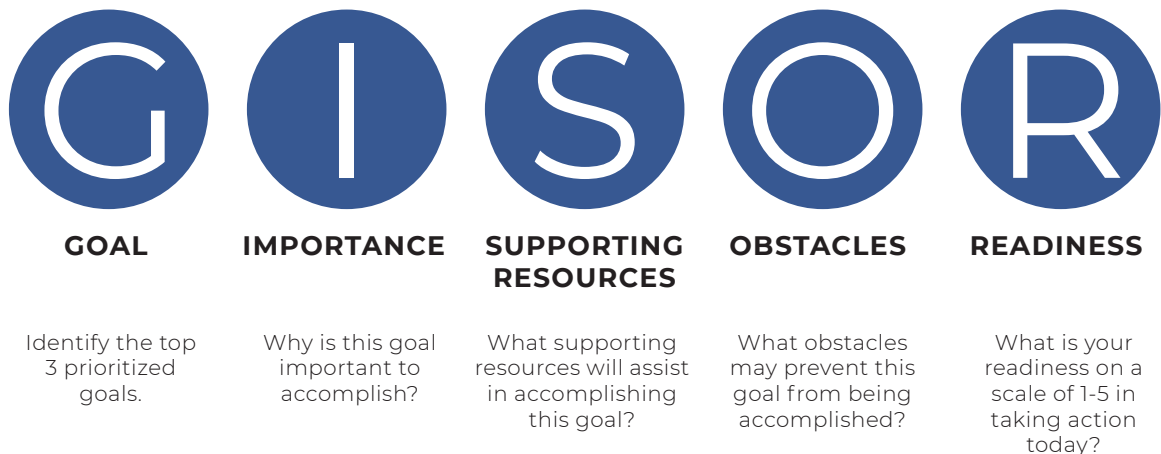 G
I
S
O
R
GOAL
Identify the top
3 prioritized
goals.
IMPORTANCE
Why is this goal
important to
accomplish?
SUPPORTING
RESOURCES
What supporting
resources will assist
in accomplishing
this goal?
OBSTACLES
What obstacles
may prevent this
goal from being
accomplished?
READINESS
What is your
readiness on a
scale of 1-5 in
taking action
today?